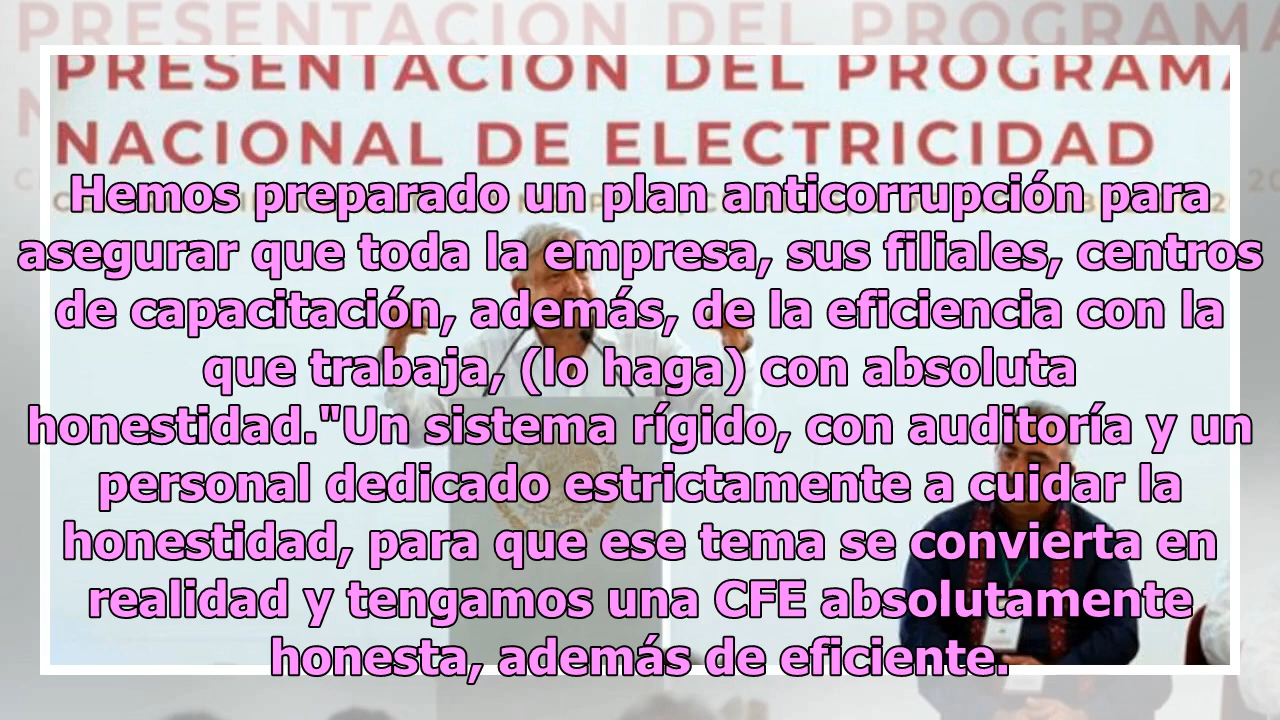 PRESENTACIÓN DEL PROGRAMA
NACIONAL DE ELECTRICIDAD
Hemos preparado un plan anticorrupción para
asegurar que toda la empresa, sus filiales, centros
de capacitación, además, de la eficiencia con la
que trabaja, (lo haga) con absoluta
honestidad."Un sistema rígido, con auditoría y un
personal dedicado estrictamente a cuidar la
honestidad, para que ese tema se convierta en
realidad y tengamos una CFE absolutamente
honesta, además de eficiente.